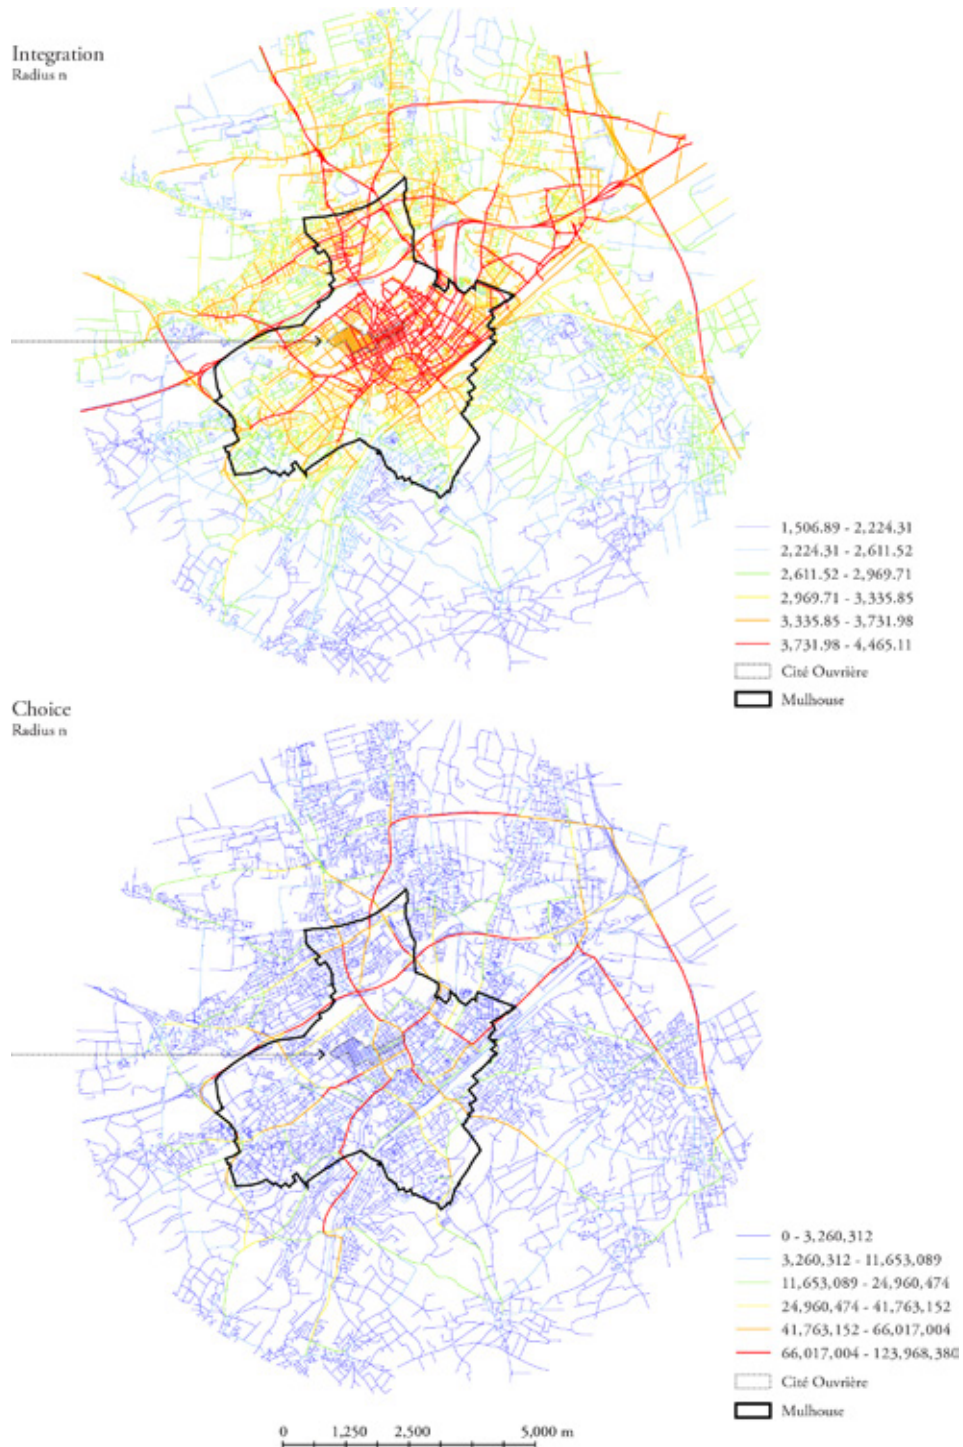 Integration
Radius n
1,506.89 - 2,224.31
2,224.31 - 2,611.52
2,611.52 - 2,969.71
2,969.71 - 3,335.85
3,335.85 - 3,731.98
3,731.98 - 4,465.11
Cité Ouvrière
Mulhouse
Choice
Radius n
0 - 3,260,312
3,260,312 - 11,653,089
11,653,089 - 24,960,474
24,960,474 - 41,763,152
41,763,152 - 66,017,004
66,017,004 - 123,968,380
Cité Ouvrière
Mulhouse
0 1,250 2,500 5,000 m